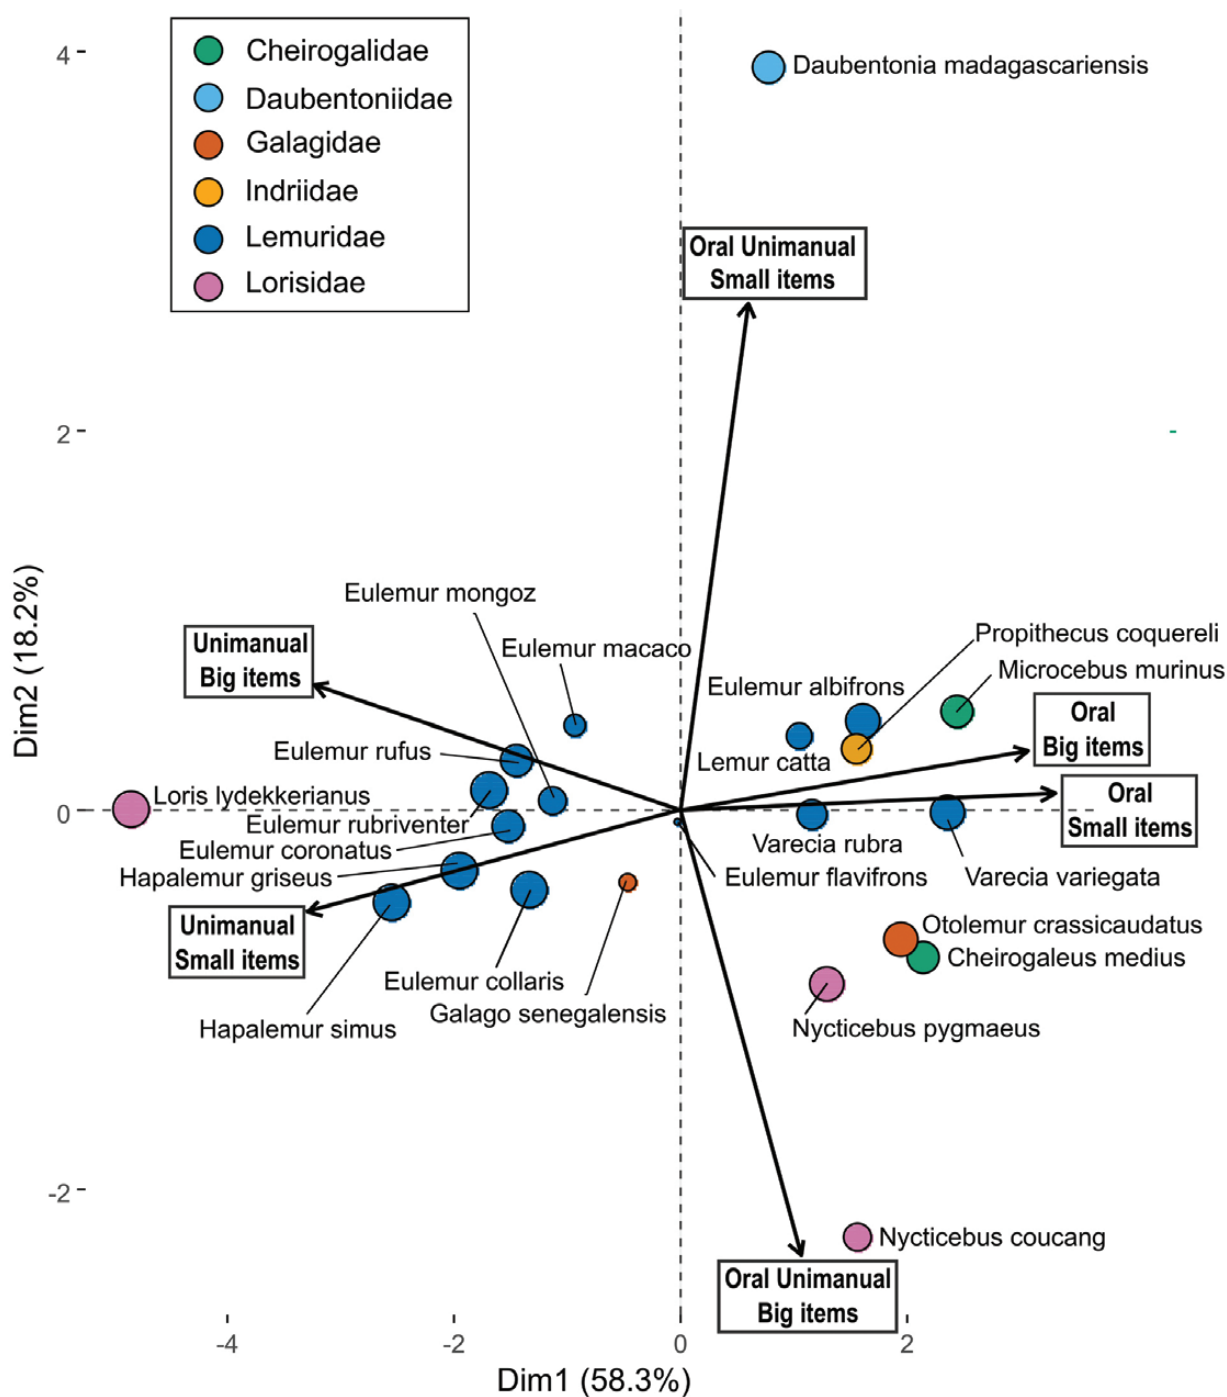 4
Cheirogalidae
Daubentoniidae
Galagidae
Indriidae
Lemuridae
Lorisidae
Daubentonia madagascariensis
Oral Unimanual
Small items
2
Eulemur mongoz
Unimanual
Big items
Eulemur macaco
Propithecus coquereli
Microcebus murinus
Eulemur albifrons
Oral
Big items
Eulemur rufus
Lemur catta
Loris lydekkerianus
Oral
Small items
0
Eulemur rubriventer
Eulemur coronatus
Varecia rubra
Hapalemur griseus
Eulemur flavifrons
Varecia variegata
Unimanual
Small items
Otolemur crassicaudatus
Cheirogaleus medius
Eulemur collaris
Galago senegalensis
Hapalemur simus
Nycticebus pygmaeus
-2
Nycticebus coucang
Oral Unimanual
Big items
-4
-2
0
2
Dim1 (58.3%)
Dim2 (18.2%)